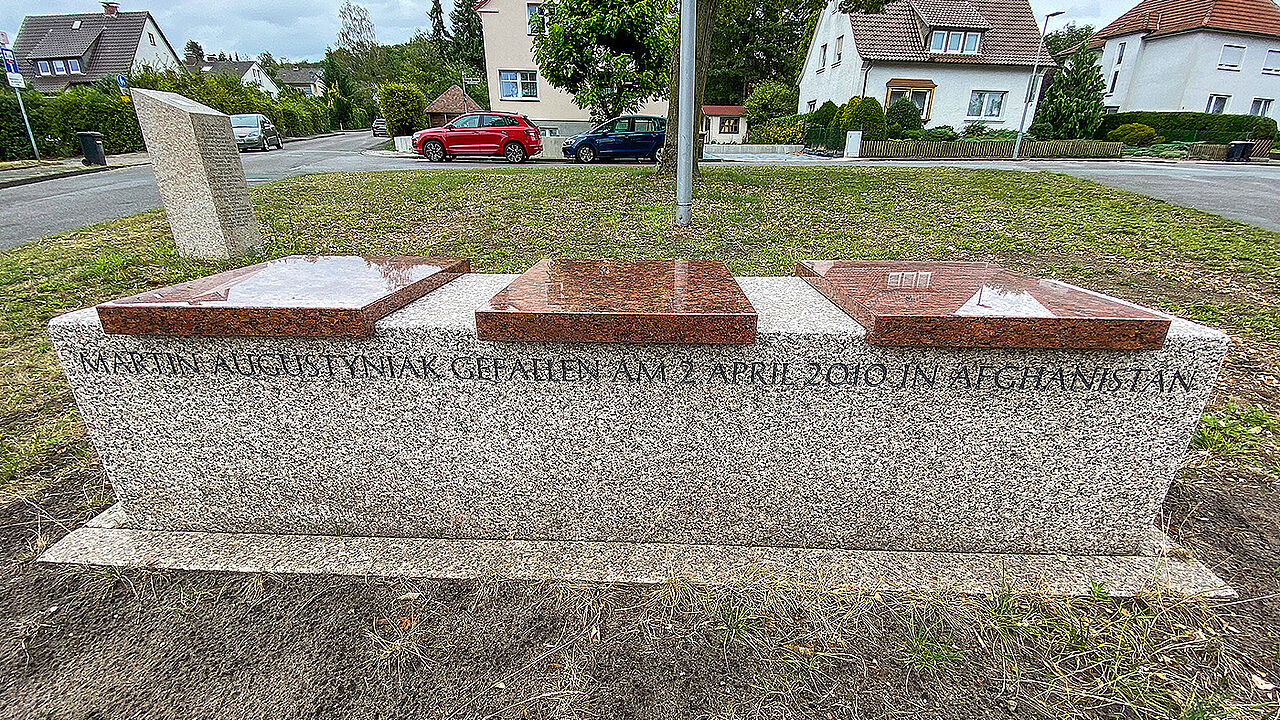 MARTIN AUGUSTYNIAK GEFALLEN AM 2 APRIL 2010 IN AFGHANISTAN